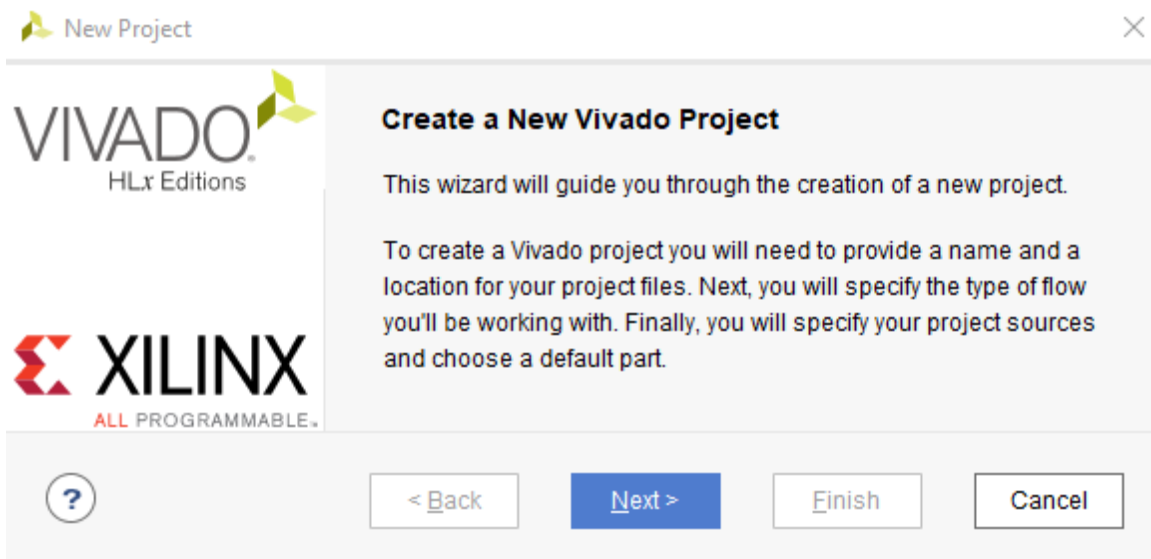 New Project
VIVADO.
HLx Editions
XILINX
ALL PROGRAMMABLE™
Create a New Vivado Project
This wizard will guide you through the creation of a new project.
To create a Vivado project you will need to provide a name and a
location for your project files. Next, you will specify the type of flow
you'll be working with. Finally, you will specify your project sources
and choose a default part.
?
< Back
Next >
Finish
Cancel